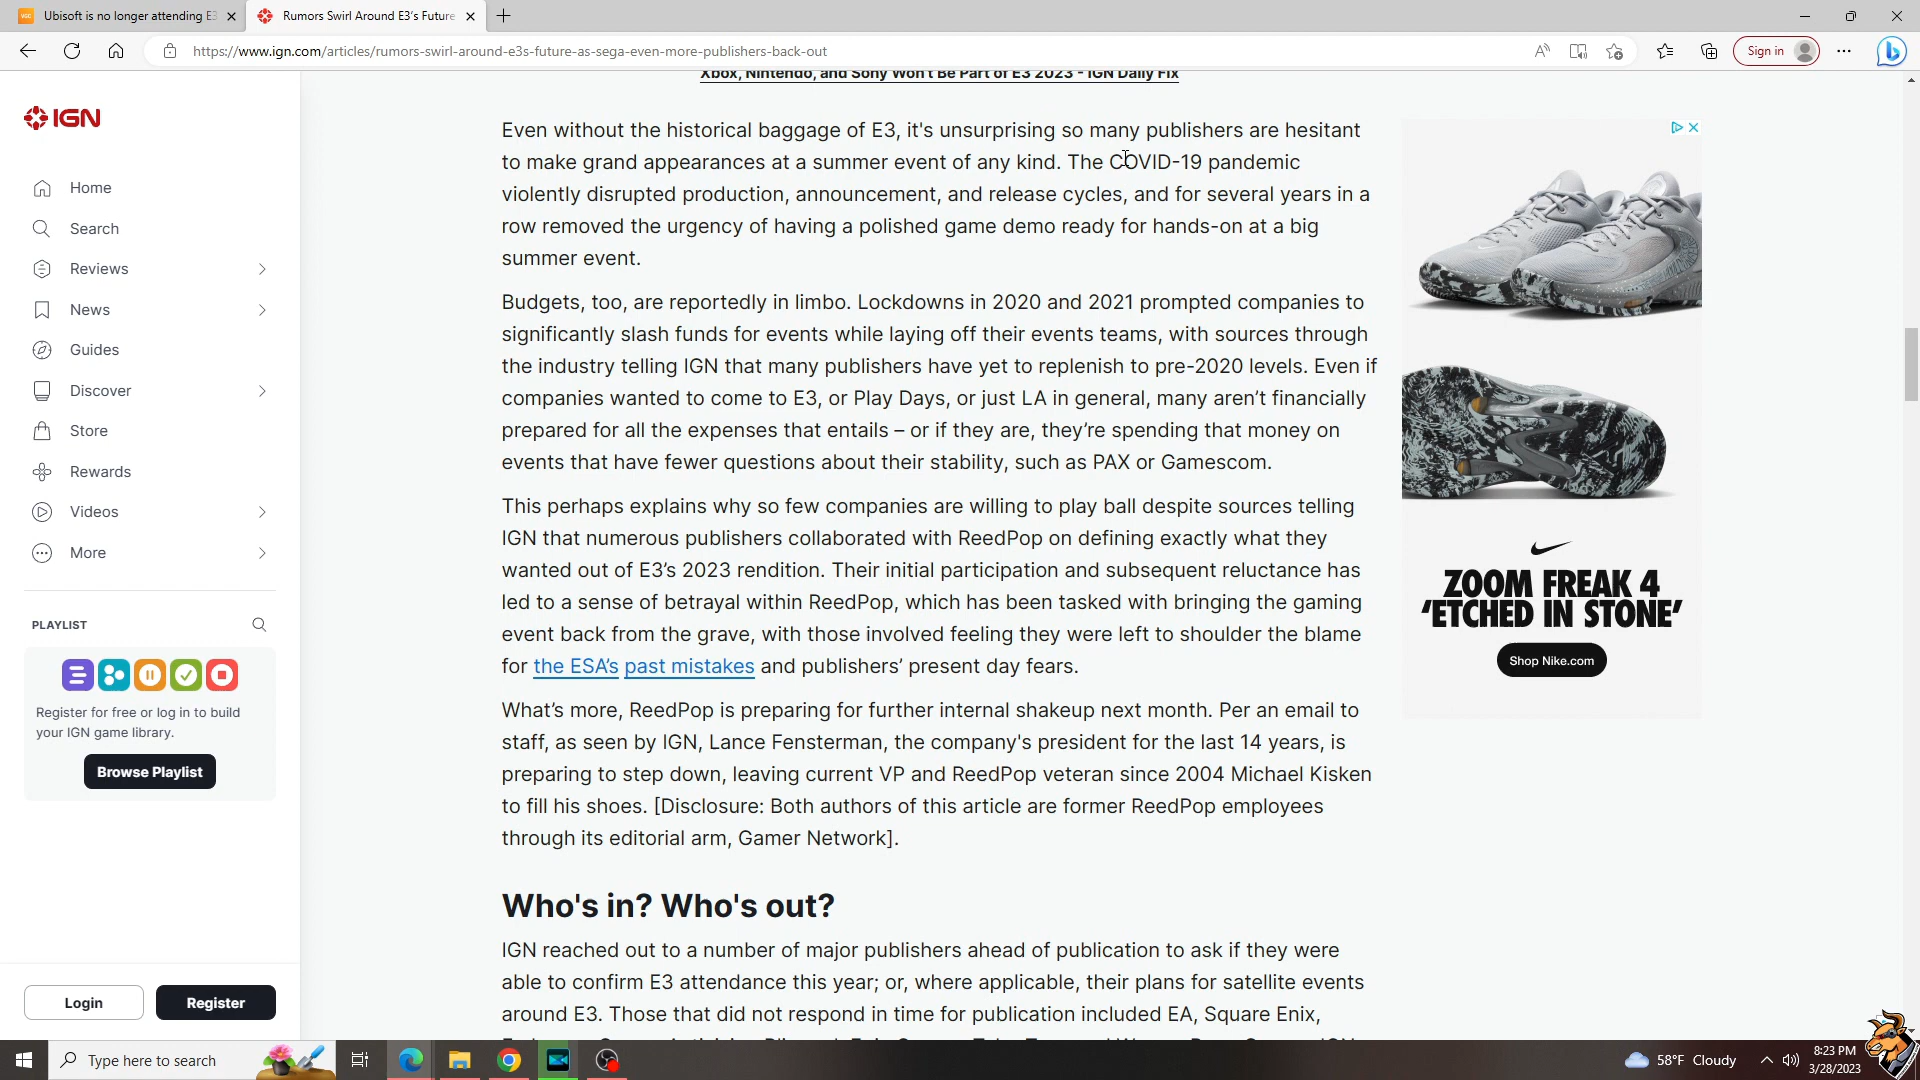 Ubisoft is no longer attending E3
Rumors Swirl Around E3's Future
https://www.ign.com/articles/rumors-swirl-around-e3s-future-as-sega-even-more-publishers-back-out
Sign in
Xbox, Nintendo, and Sony Won't Be Part of E3 2023 - IGN Daily Fix
IGN
Home
Search
Reviews
News
Guides
Discover
Store
Rewards
Videos
More
PLAYLIST
Register for free or log in to build
your IGN game library.
Browse Playlist
Login
Register
Even without the historical baggage of E3, it's unsurprising so many publishers are hesitant
to make grand appearances at a summer event of any kind. The COVID-19 pandemic
violently disrupted production, announcement, and release cycles, and for several years in a
row removed the urgency of having a polished game demo ready for hands-on at a big
summer event.
Budgets, too, are reportedly in limbo. Lockdowns in 2020 and 2021 prompted companies to
significantly slash funds for events while laying off their events teams, with sources through
the industry telling IGN that many publishers have yet to replenish to pre-2020 levels. Even if
companies wanted to come to E3, or Play Days, or just LA in general, many aren't financially
prepared for all the expenses that entails – or if they are, they're spending that money on
events that have fewer questions about their stability, such as PAX or Gamescom.
This perhaps explains why so few companies are willing to play ball despite sources telling
IGN that numerous publishers collaborated with ReedPop on defining exactly what they
wanted out of E3's 2023 rendition. Their initial participation and subsequent reluctance has
led to a sense of betrayal within ReedPop, which has been tasked with bringing the gaming
event back from the grave, with those involved feeling they were left to shoulder the blame
for the ESA's past mistakes and publishers' present day fears.
What's more, ReedPop is preparing for further internal shakeup next month. Per an email to
staff, as seen by IGN, Lance Fensterman, the company's president for the last 14 years, is
preparing to step down, leaving current VP and ReedPop veteran since 2004 Michael Kisken
to fill his shoes. [Disclosure: Both authors of this article are former ReedPop employees
through its editorial arm, Gamer Network].
Who's in? Who's out?
IGN reached out to a number of major publishers ahead of publication to ask if they were
able to confirm E3 attendance this year; or, where applicable, their plans for satellite events
around E3. Those that did not respond in time for publication included EA, Square Enix,
ZOOM FREAK 4
'ETCHED IN STONE'
Shop Nike.com
Type here to search
58°F Cloudy
8:23 PM
3/28/2023